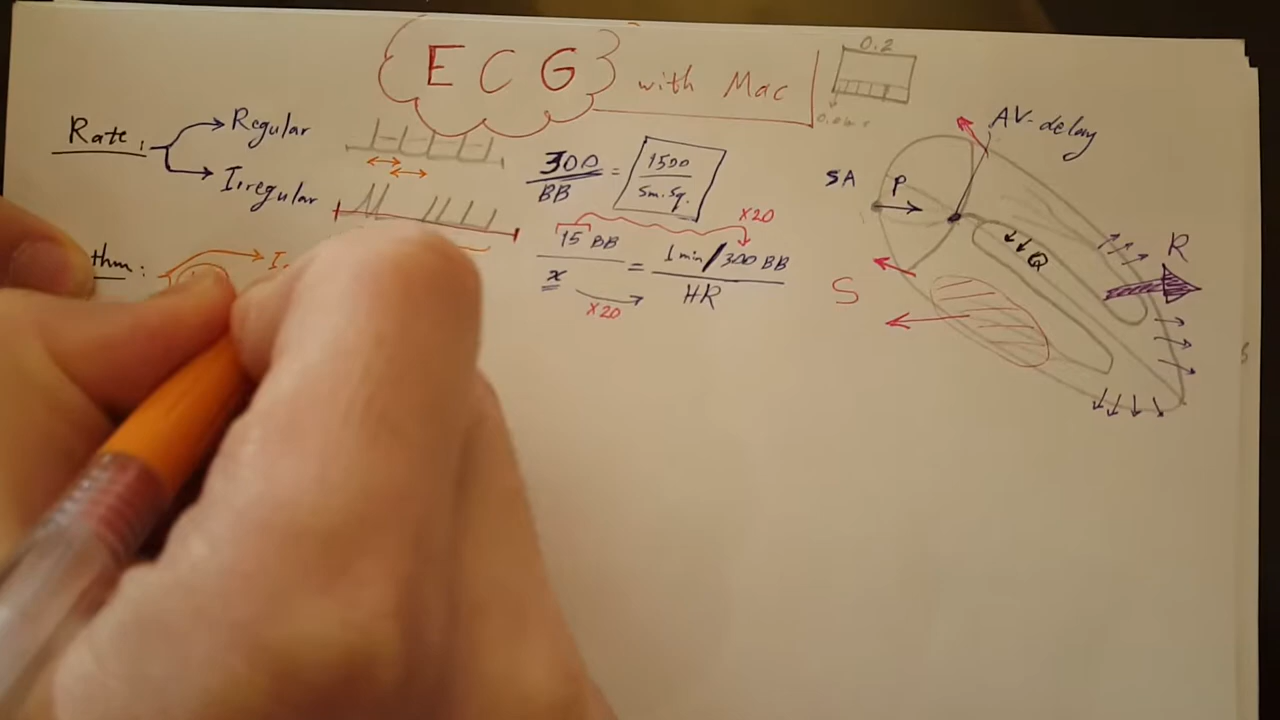 ECG with Mac
0.2
Rate:
Regular
Irregular
300
BB
=
1500
Sm. Sq.
15 BB
x
=
1 min / 300 BB
HR
x20
x20
thm:
AV-delay
SA
P
Q
R
S